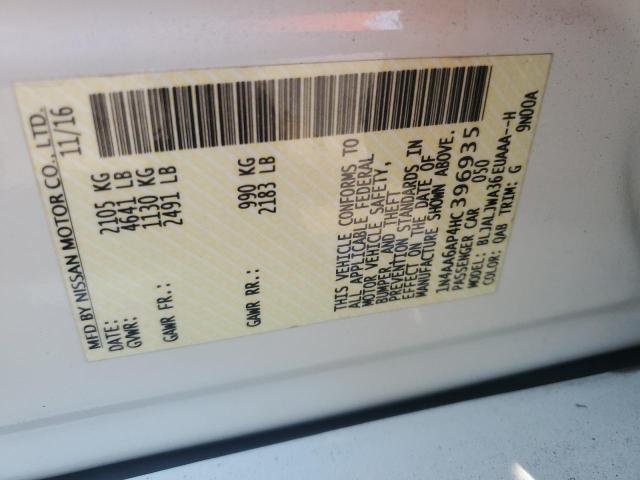 MFD BY NISSAN MOTOR CO., LTD.
DATE: 11/16
GVWR: 2105 KG
4641 LB
GAWR FR.: 1130 KG
2491 LB
GAWR RR.: 990 KG
2183 LB
THIS VEHICLE CONFORMS TO
ALL APPLICABLE FEDERAL
MOTOR VEHICLE SAFETY,
BUMPER, AND THEFT
PREVENTION STANDARDS IN
EFFECT ON THE DATE OF
MANUFACTURE SHOWN ABOVE.
1N4AA6AP4HC396935
PASSENGER CAR 050
MODEL: BLJALJWA36EUAAA--H
COLOR: QAB TRIM: G 9N00A